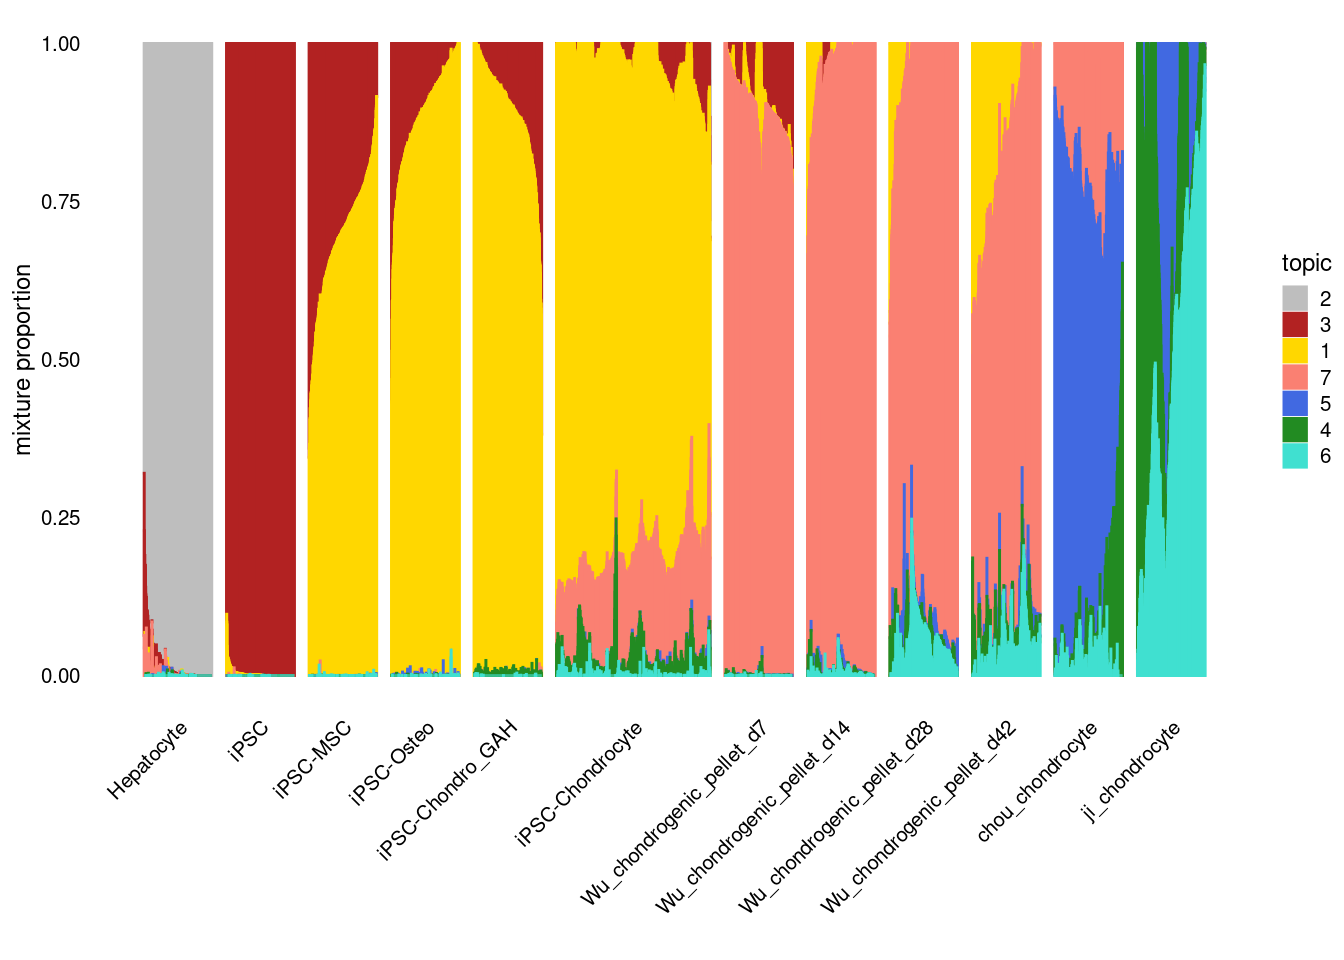 1.00
0.75
0.50
0.25
0.00
mixture proportion
Hepatocyte
iPSC
iPSC-MSC
iPSC-Osteo
iPSC-Chondro_GAH
iPSC-Chondrocyte
Wu_chondrogenic_pellet_d7
Wu_chondrogenic_pellet_d14
Wu_chondrogenic_pellet_d28
Wu_chondrogenic_pellet_d42
chou_chondrocyte
ji_chondrocyte
topic
2
3
1
7
5
4
6